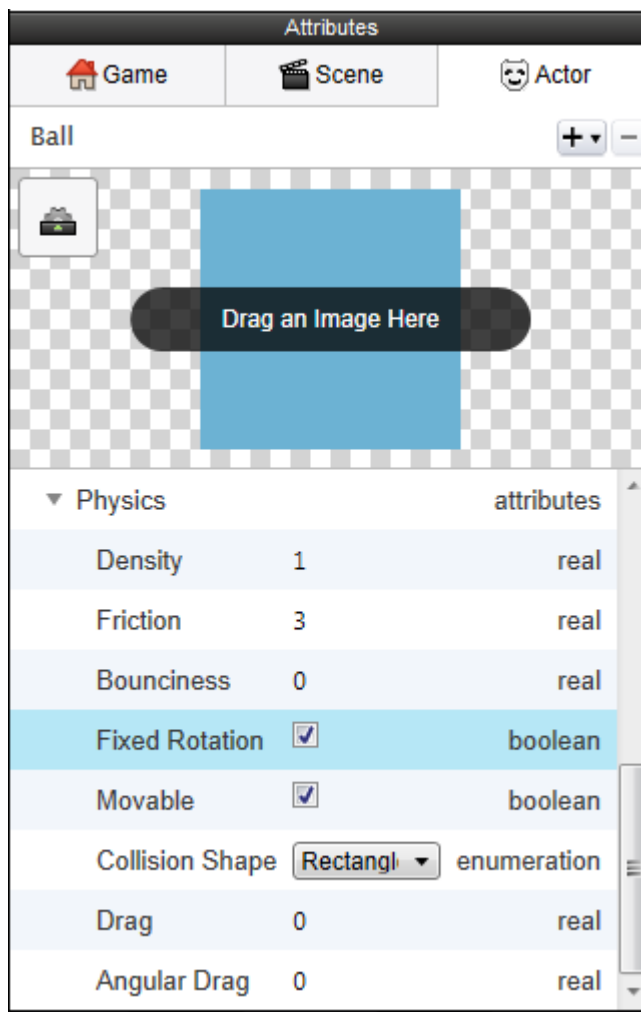 Attributes
Game Scene Actor
Ball
Drag an Image Here
Physics attributes
Density 1 real
Friction 3 real
Bounciness 0 real
Fixed Rotation boolean
Movable boolean
Collision Shape Rectangl enumeration
Drag 0 real
Angular Drag 0 real